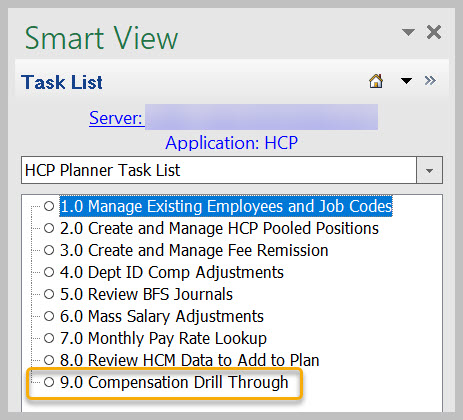 Smart View
Task List
Server:
Application: HCP
HCP Planner Task List
1.0 Manage Existing Employees and Job Codes
2.0 Create and Manage HCP Pooled Positions
3.0 Create and Manage Fee Remission
4.0 Dept ID Comp Adjustments
5.0 Review BFS Journals
6.0 Mass Salary Adjustments
7.0 Monthly Pay Rate Lookup
8.0 Review HCM Data to Add to Plan
9.0 Compensation Drill Through